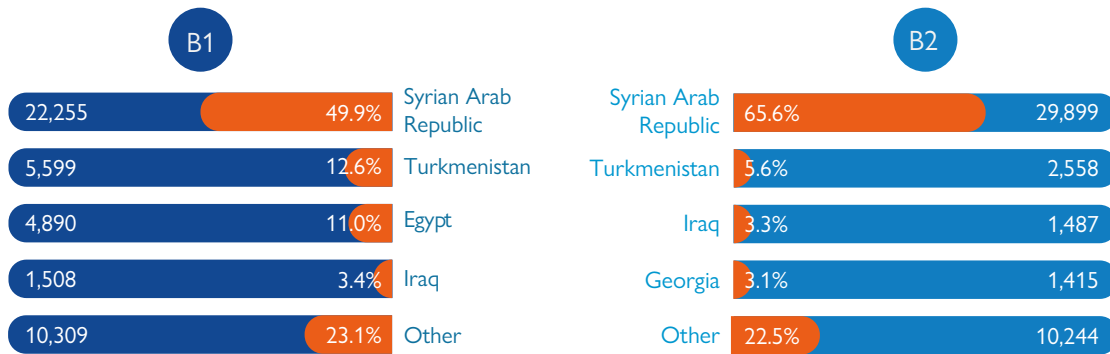 B1
22,255 49.9% Syrian Arab
Republic
5,599 12.6% Turkmenistan
4,890 11.0% Egypt
1,508 3.4% Iraq
10,309 23.1% Other
B2
Syrian Arab
Republic 65.6% 29,899
Turkmenistan 5.6% 2,558
Iraq 3.3% 1,487
Georgia 3.1% 1,415
Other 22.5% 10,244